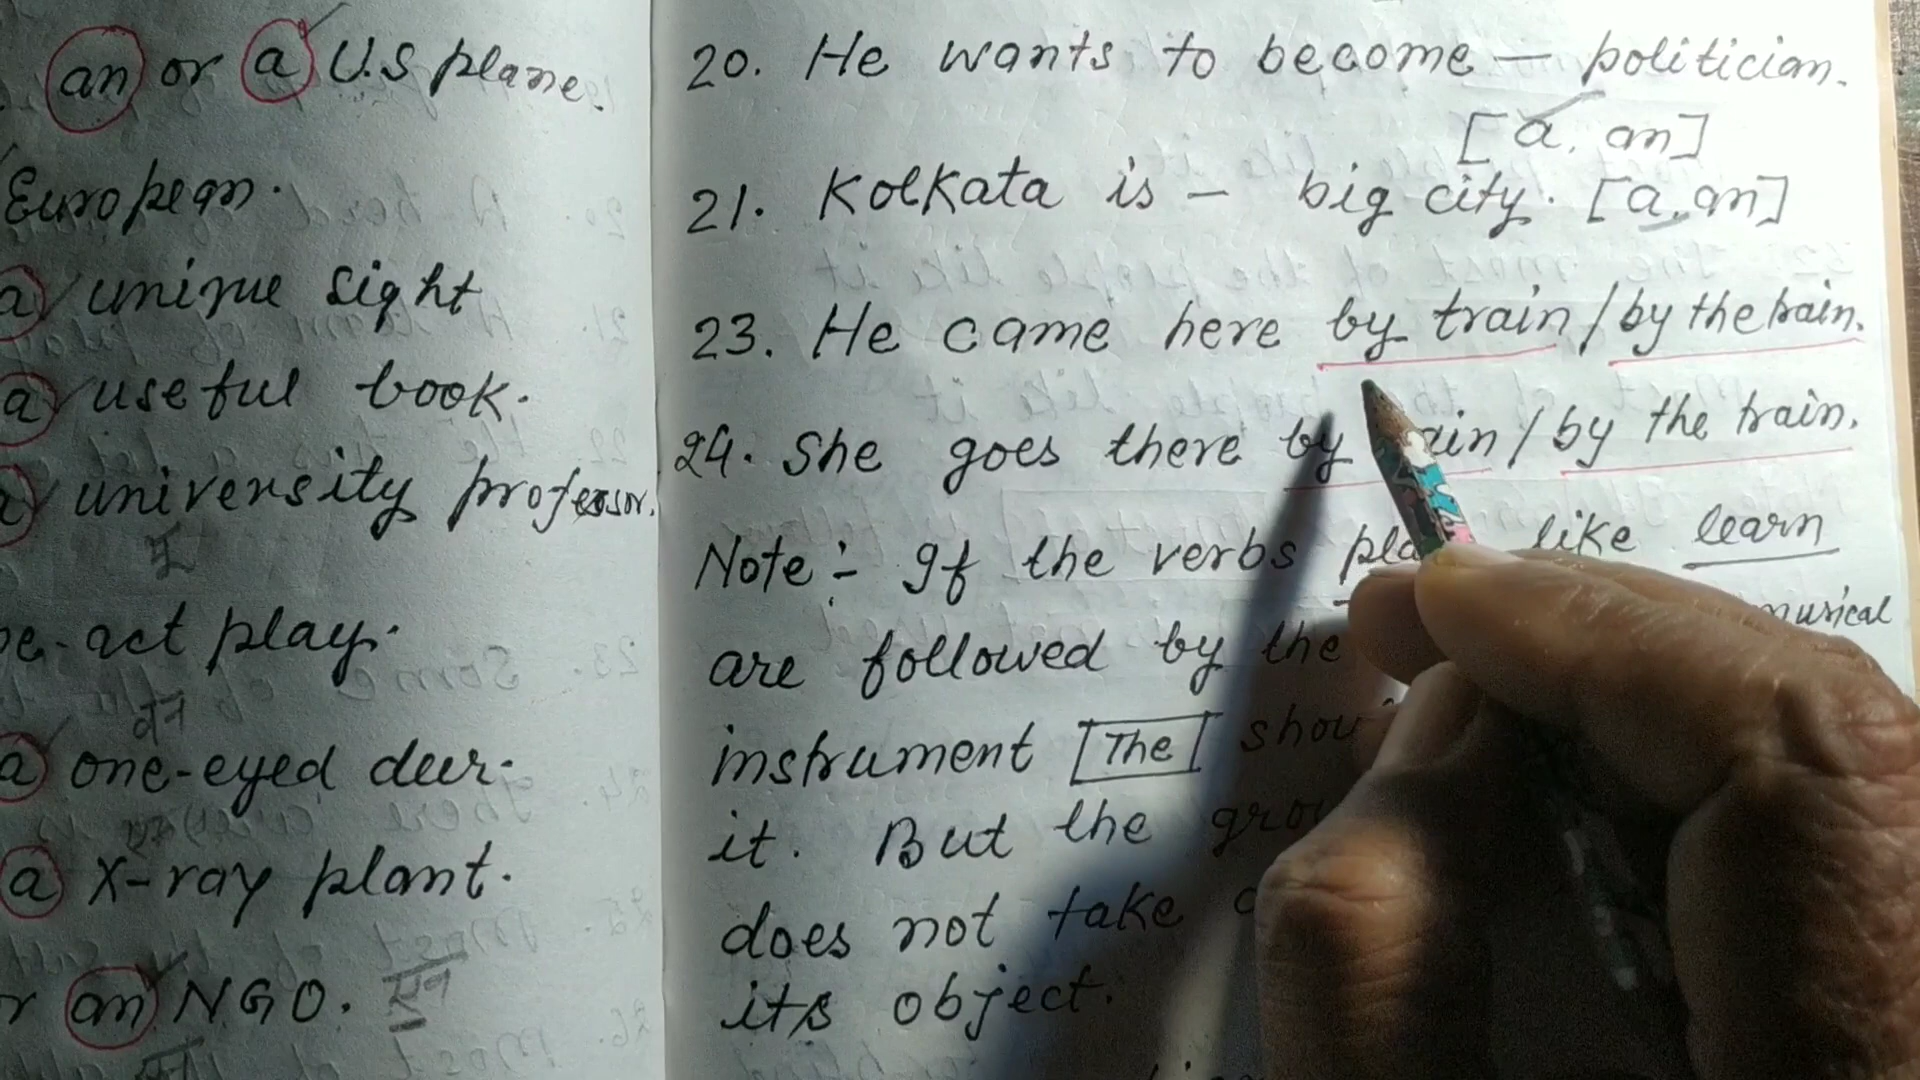 an or a U.S plane.
European.
a unique sight
a useful book.
a university professor.
act play.
वन
a one-eyed deer.
a X-ray plant.
an NGO. एन
20. He wants to become — politician.
[a, an]
21. Kolkata is — big city. [a, an]
23. He came here by train / by the train.
24. She goes there by / by the train.
Note :- If the verbs like learn
are followed by the musical
instrument [The]
it. But the
does not take
its object.